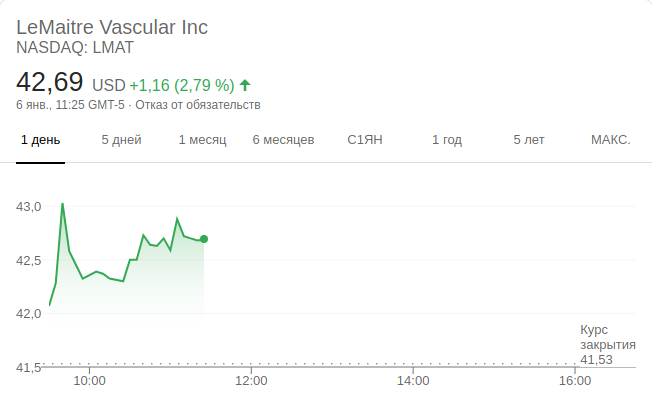 LeMaitre Vascular Inc
NASDAQ: LMAT
42,69 USD +1,16 (2,79 %)
6 янв., 11:25 GMT-5 · Отказ от обязательств
1 день 5 дней 1 месяц 6 месяцев С1ЯН 1 год 5 лет МАКС.
43,0
42,5
42,0
Курс
закрытия
41,53
41,5
10:00 12:00 14:00 16:00